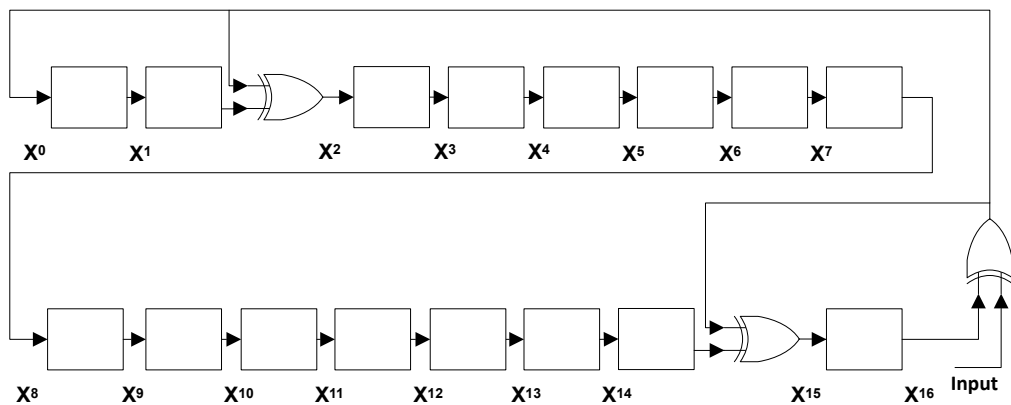 X⁰ X¹ X² X³ X⁴ X⁵ X⁶ X⁷
X⁸ X⁹ X¹⁰ X¹¹ X¹² X¹³ X¹⁴ X¹⁵ X¹⁶ Input